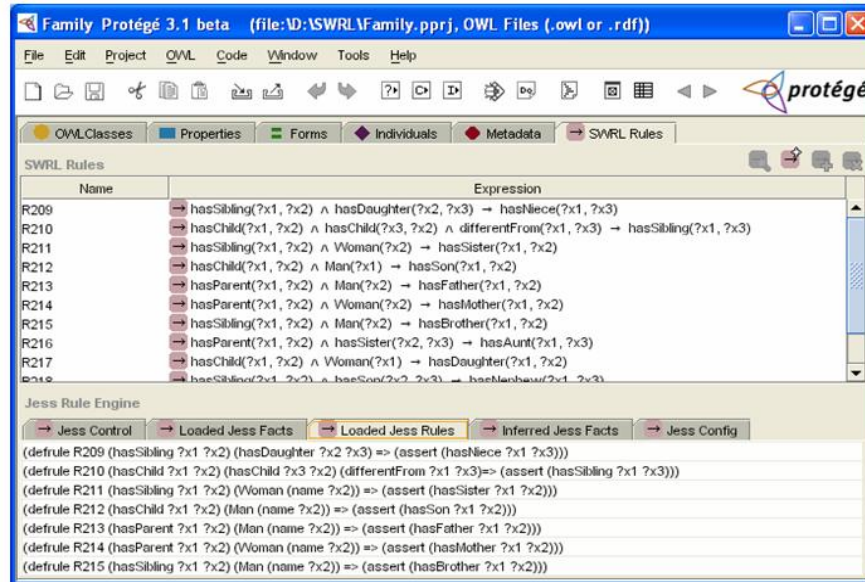 Family Protégé 3.1 beta (file:\D:\SWRL\Family.pprj, OWL Files (.owl or .rdf))
File Edit Project OWL Code Window Tools Help
protégé
OWLClasses Properties Forms Individuals Metadata → SWRL Rules
SWRL Rules
Name Expression
R209 → hasSibling(?x1, ?x2) ∧ hasDaughter(?x2, ?x3) → hasNiece(?x1, ?x3)
R210 → hasChild(?x1, ?x2) ∧ hasChild(?x3, ?x2) ∧ differentFrom(?x1, ?x3) → hasSibling(?x1, ?x3)
R211 → hasSibling(?x1, ?x2) ∧ Woman(?x2) → hasSister(?x1, ?x2)
R212 → hasChild(?x1, ?x2) ∧ Man(?x1) → hasSon(?x1, ?x2)
R213 → hasParent(?x1, ?x2) ∧ Man(?x2) → hasFather(?x1, ?x2)
R214 → hasParent(?x1, ?x2) ∧ Woman(?x2) → hasMother(?x1, ?x2)
R215 → hasSibling(?x1, ?x2) ∧ Man(?x2) → hasBrother(?x1, ?x2)
R216 → hasParent(?x1, ?x2) ∧ hasSister(?x2, ?x3) → hasAunt(?x1, ?x3)
R217 → hasChild(?x1, ?x2) ∧ Woman(?x1) → hasDaughter(?x1, ?x2)
R218 → hasSibling(?x1, ?x2) ∧ hasSon(?x2, ?x3) → hasNephew(?x1, ?x3)
Jess Rule Engine
→ Jess Control → Loaded Jess Facts → Loaded Jess Rules → Inferred Jess Facts → Jess Config
(defrule R209 (hasSibling ?x1 ?x2) (hasDaughter ?x2 ?x3) => (assert (hasNiece ?x1 ?x3)))
(defrule R210 (hasChild ?x1 ?x2) (hasChild ?x3 ?x2) (differentFrom ?x1 ?x3)=> (assert (hasSibling ?x1 ?x3)))
(defrule R211 (hasSibling ?x1 ?x2) (Woman (name ?x2)) => (assert (hasSister ?x1 ?x2)))
(defrule R212 (hasChild ?x1 ?x2) (Man (name ?x2)) => (assert (hasSon ?x1 ?x2)))
(defrule R213 (hasParent ?x1 ?x2) (Man (name ?x2)) => (assert (hasFather ?x1 ?x2)))
(defrule R214 (hasParent ?x1 ?x2) (Woman (name ?x2)) => (assert (hasMother ?x1 ?x2)))
(defrule R215 (hasSibling ?x1 ?x2) (Man (name ?x2)) => (assert (hasBrother ?x1 ?x2)))